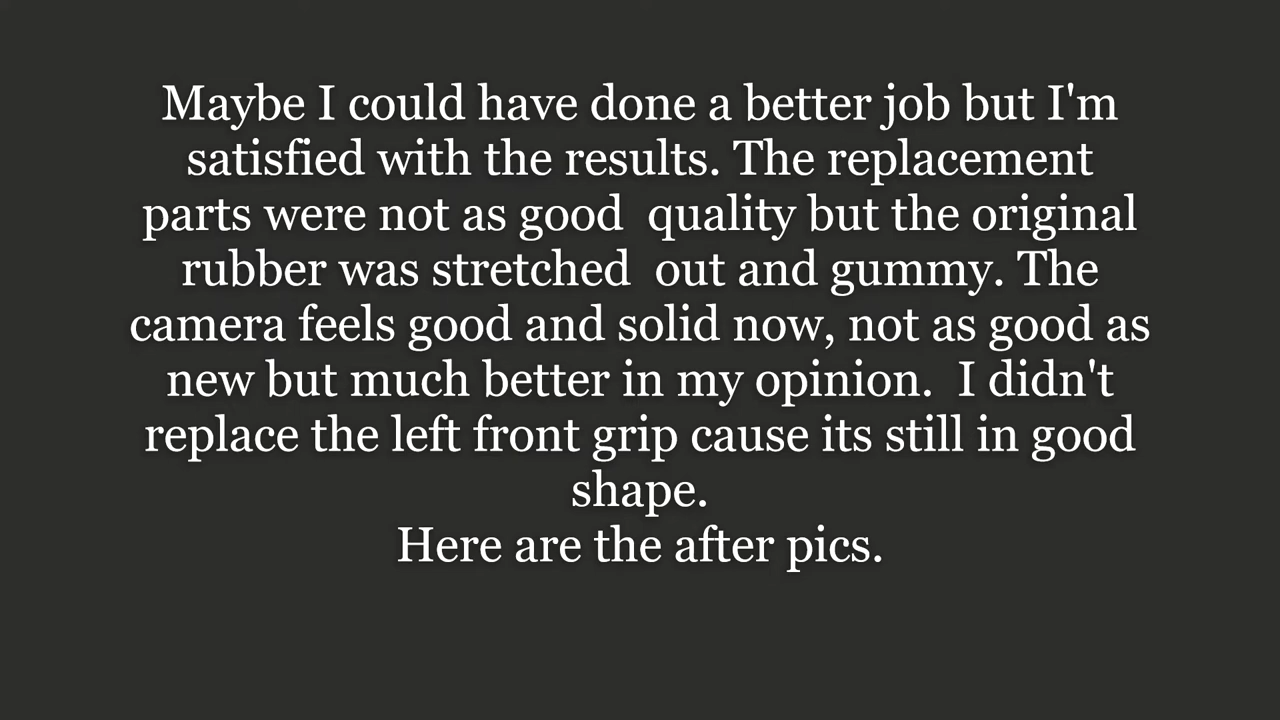 Maybe I could have done a better job but I'm
satisfied with the results. The replacement
parts were not as good  quality but the original
rubber was stretched  out and gummy. The
camera feels good and solid now, not as good as
new but much better in my opinion.  I didn't
replace the left front grip cause its still in good
shape.
Here are the after pics.